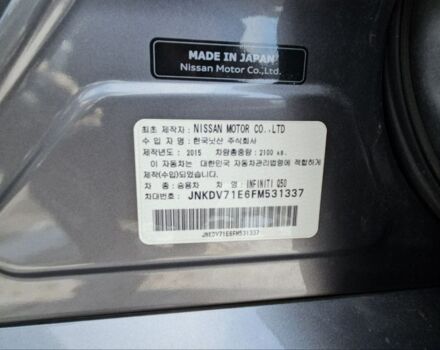 MADE IN JAPAN
Nissan Motor Co.,Ltd.
최초 제작자 : NISSAN MOTOR CO.,LTD
수 입 자 명 : 한국닛산 주식회사
제작년도 : 2015 차량총중량 : 2100 KG.
이 자동차는 대한민국 자동차관리법령에 적합하게
제작(수입)되었습니다.
차 종 : 승용차 차 명 : INFINITI Q50
차대번호 : JNKDV71E6FM531337
JNKDV71E6FM531337